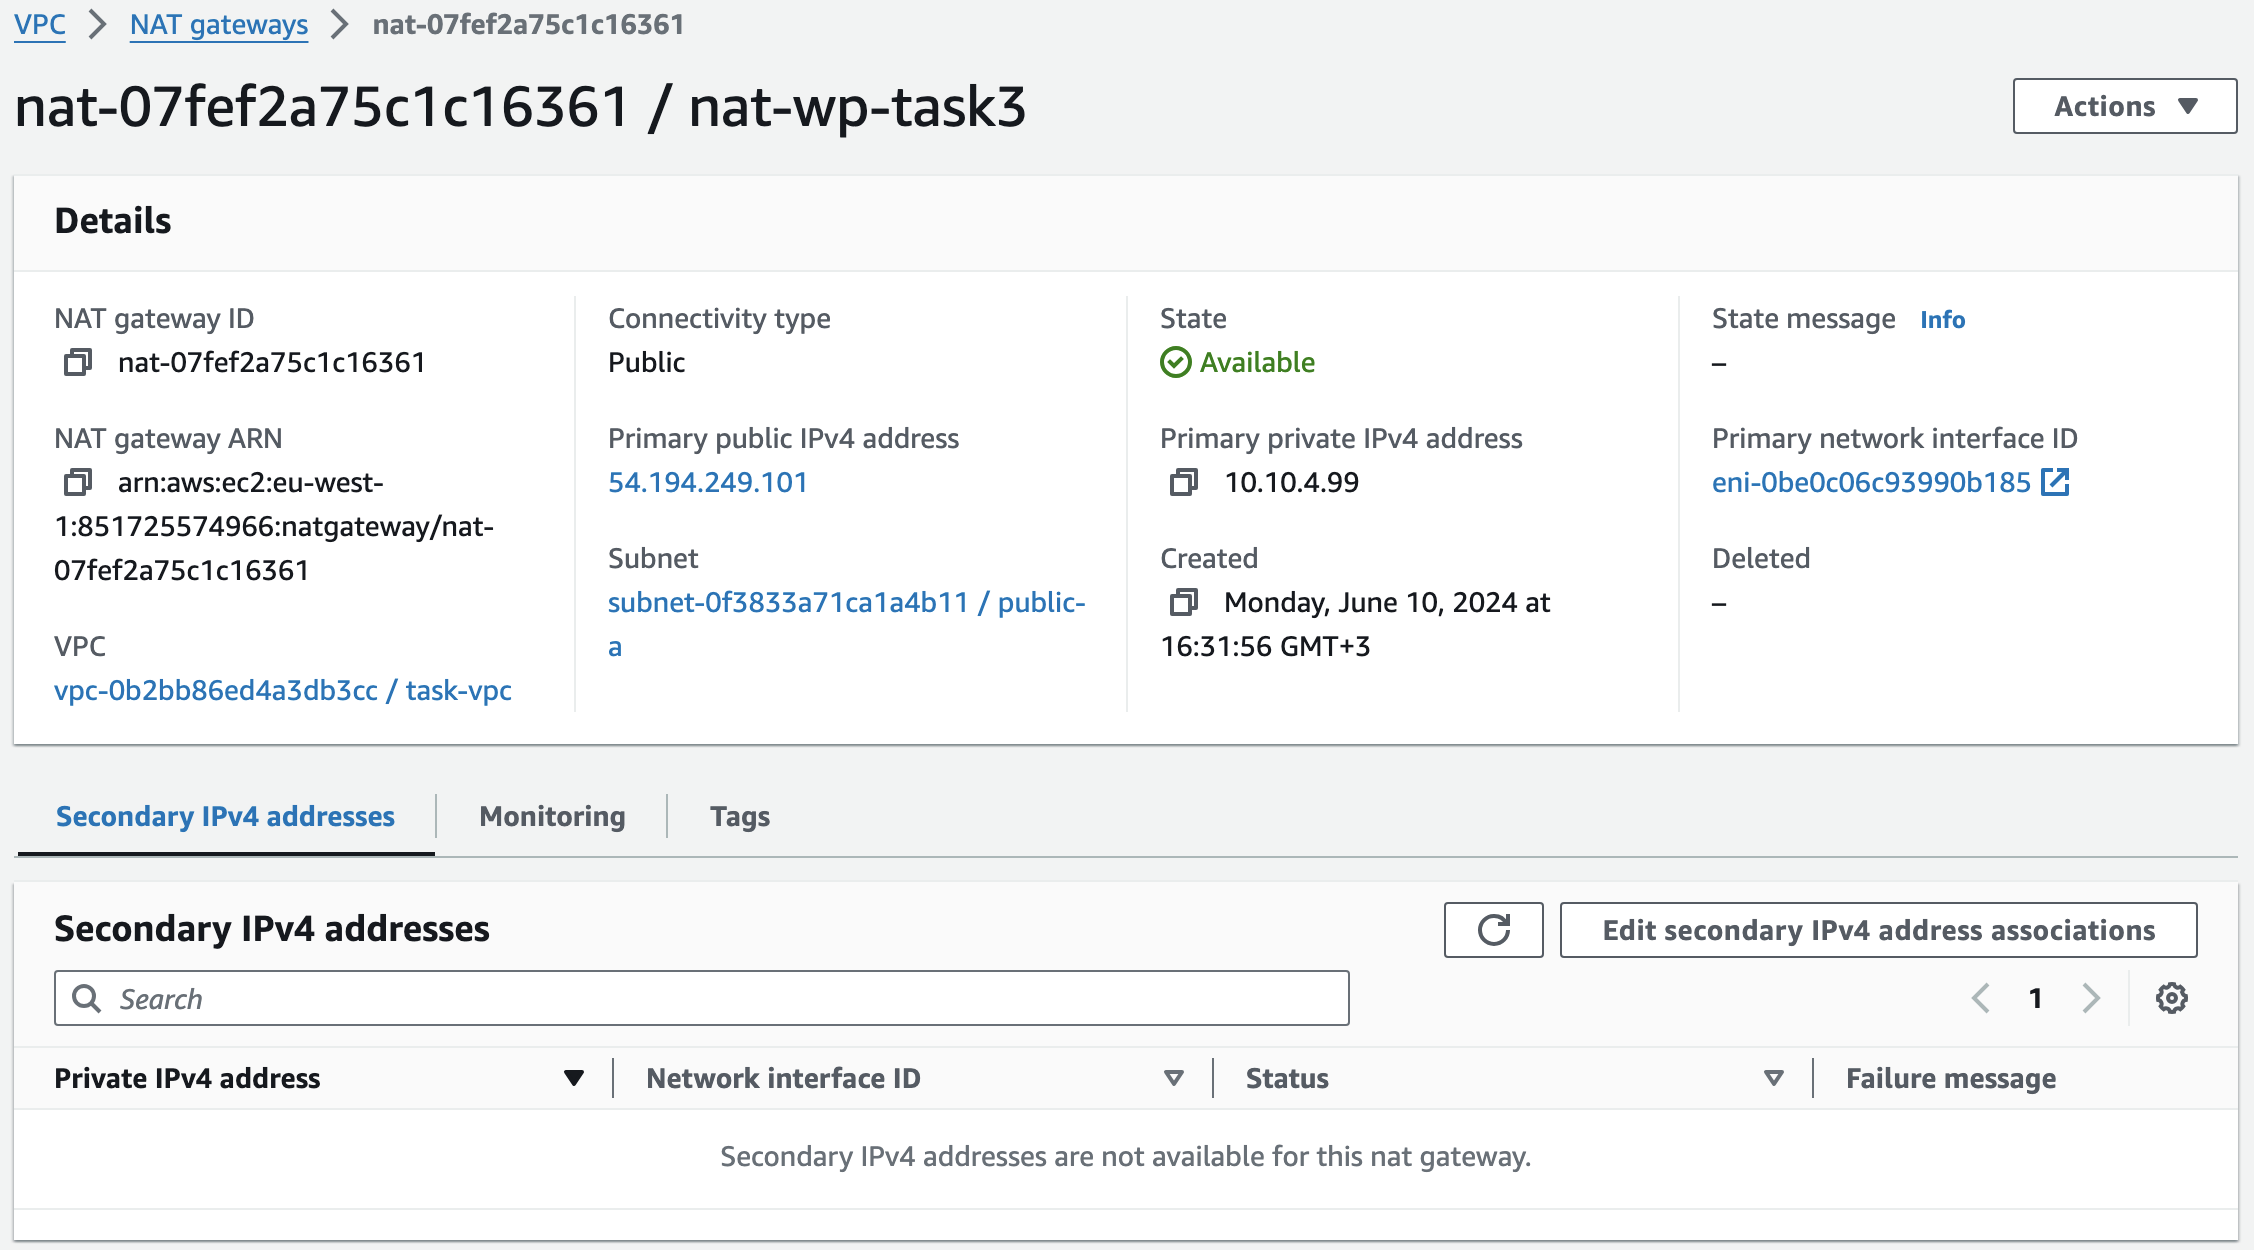 VPC > NAT gateways > nat-07fef2a75c1c16361
nat-07fef2a75c1c16361 / nat-wp-task3
Actions
Details
NAT gateway ID
nat-07fef2a75c1c16361
NAT gateway ARN
arn:aws:ec2:eu-west-
1:851725574966:natgateway/nat-
07fef2a75c1c16361
VPC
vpc-0b2bb86ed4a3db3cc / task-vpc
Connectivity type
Public
Primary public IPv4 address
54.194.249.101
Subnet
subnet-0f3833a71ca1a4b11 / public-
a
State
Available
Primary private IPv4 address
10.10.4.99
Created
Monday, June 10, 2024 at
16:31:56 GMT+3
State message Info
–
Primary network interface ID
eni-0be0c06c93990b185
Deleted
–
Secondary IPv4 addresses Monitoring Tags
Secondary IPv4 addresses
Edit secondary IPv4 address associations
Search
1
Private IPv4 address Network interface ID Status Failure message
Secondary IPv4 addresses are not available for this nat gateway.